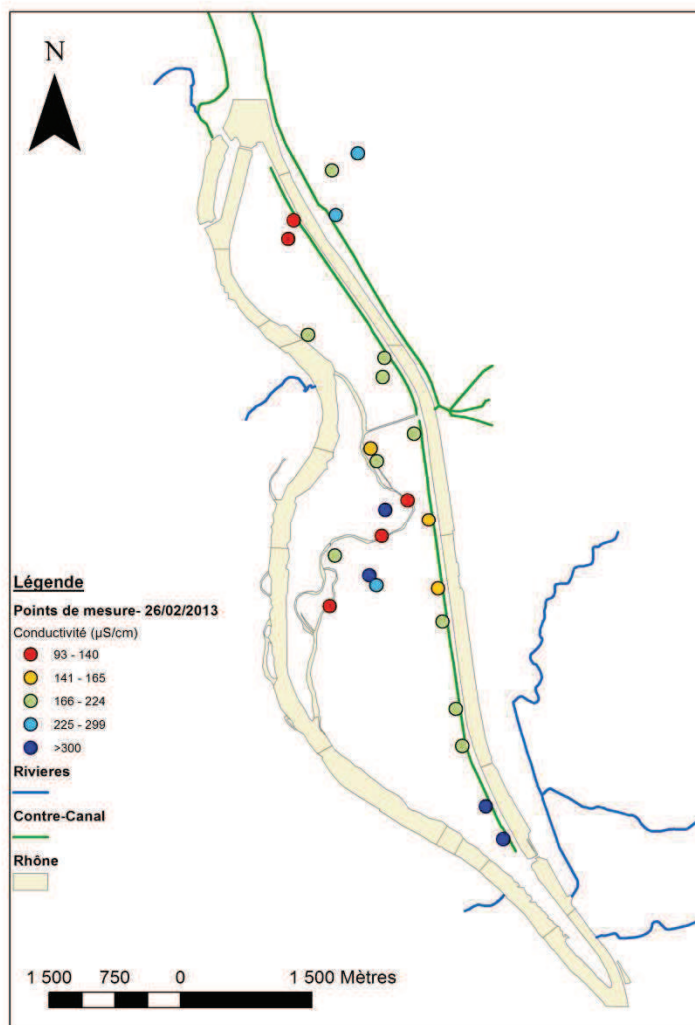 N
Légende
Points de mesure- 26/02/2013
Conductivité (µS/cm)
93 - 140
141 - 165
166 - 224
225 - 299
>300
Rivieres
Contre-Canal
Rhône
1 500 750 0 1 500 Mètres